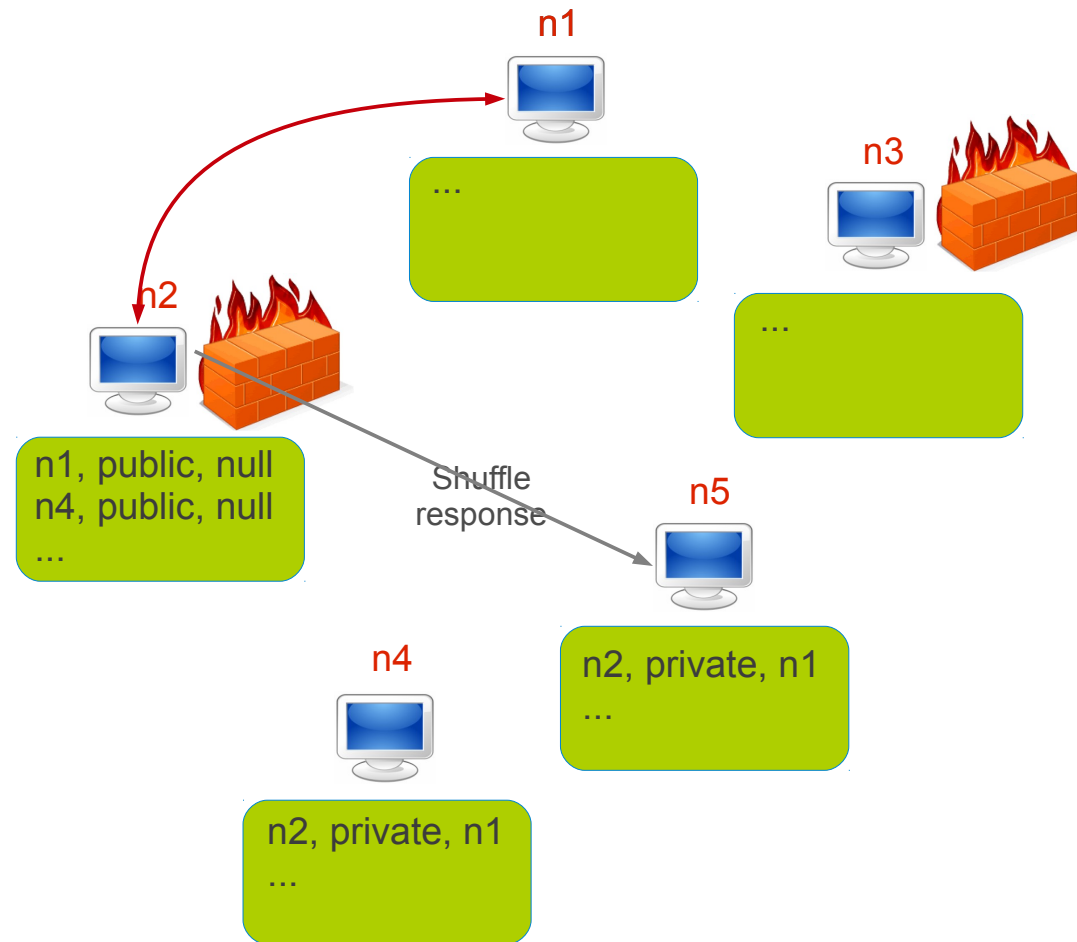 n1
...
n3
...
n2
n1, public, null
n4, public, null
...
Shuffle
response
n5
n2, private, n1
...
n4
n2, private, n1
...